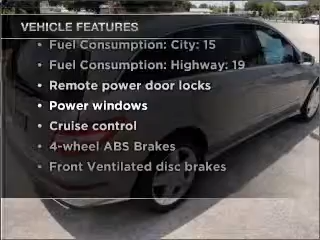 VEHICLE FEATURES
• Fuel Consumption: City: 15
• Fuel Consumption: Highway: 19
• Remote power door locks
• Power windows
• Cruise control
• 4-wheel ABS Brakes
• Front Ventilated disc brakes